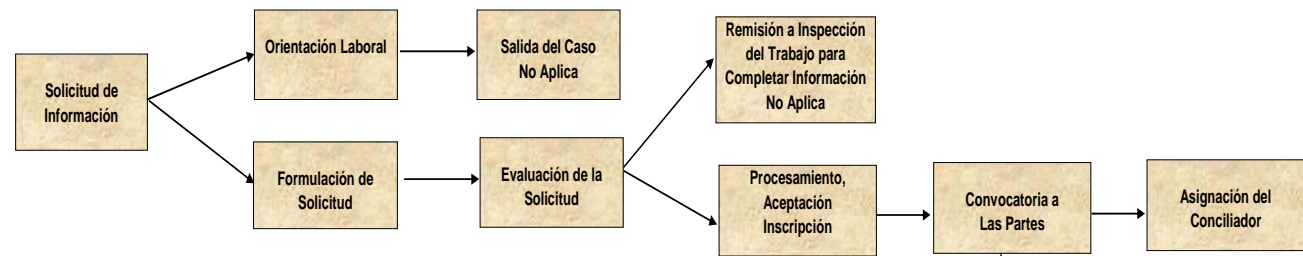 Solicitud de
Información
Orientación Laboral
Salida del Caso
No Aplica
Remisión a Inspección
del Trabajo para
Completar Información
No Aplica
Formulación de
Solicitud
Evaluación de la
Solicitud
Procesamiento,
Aceptación
Inscripción
Convocatoria a
Las Partes
Asignación del
Conciliador